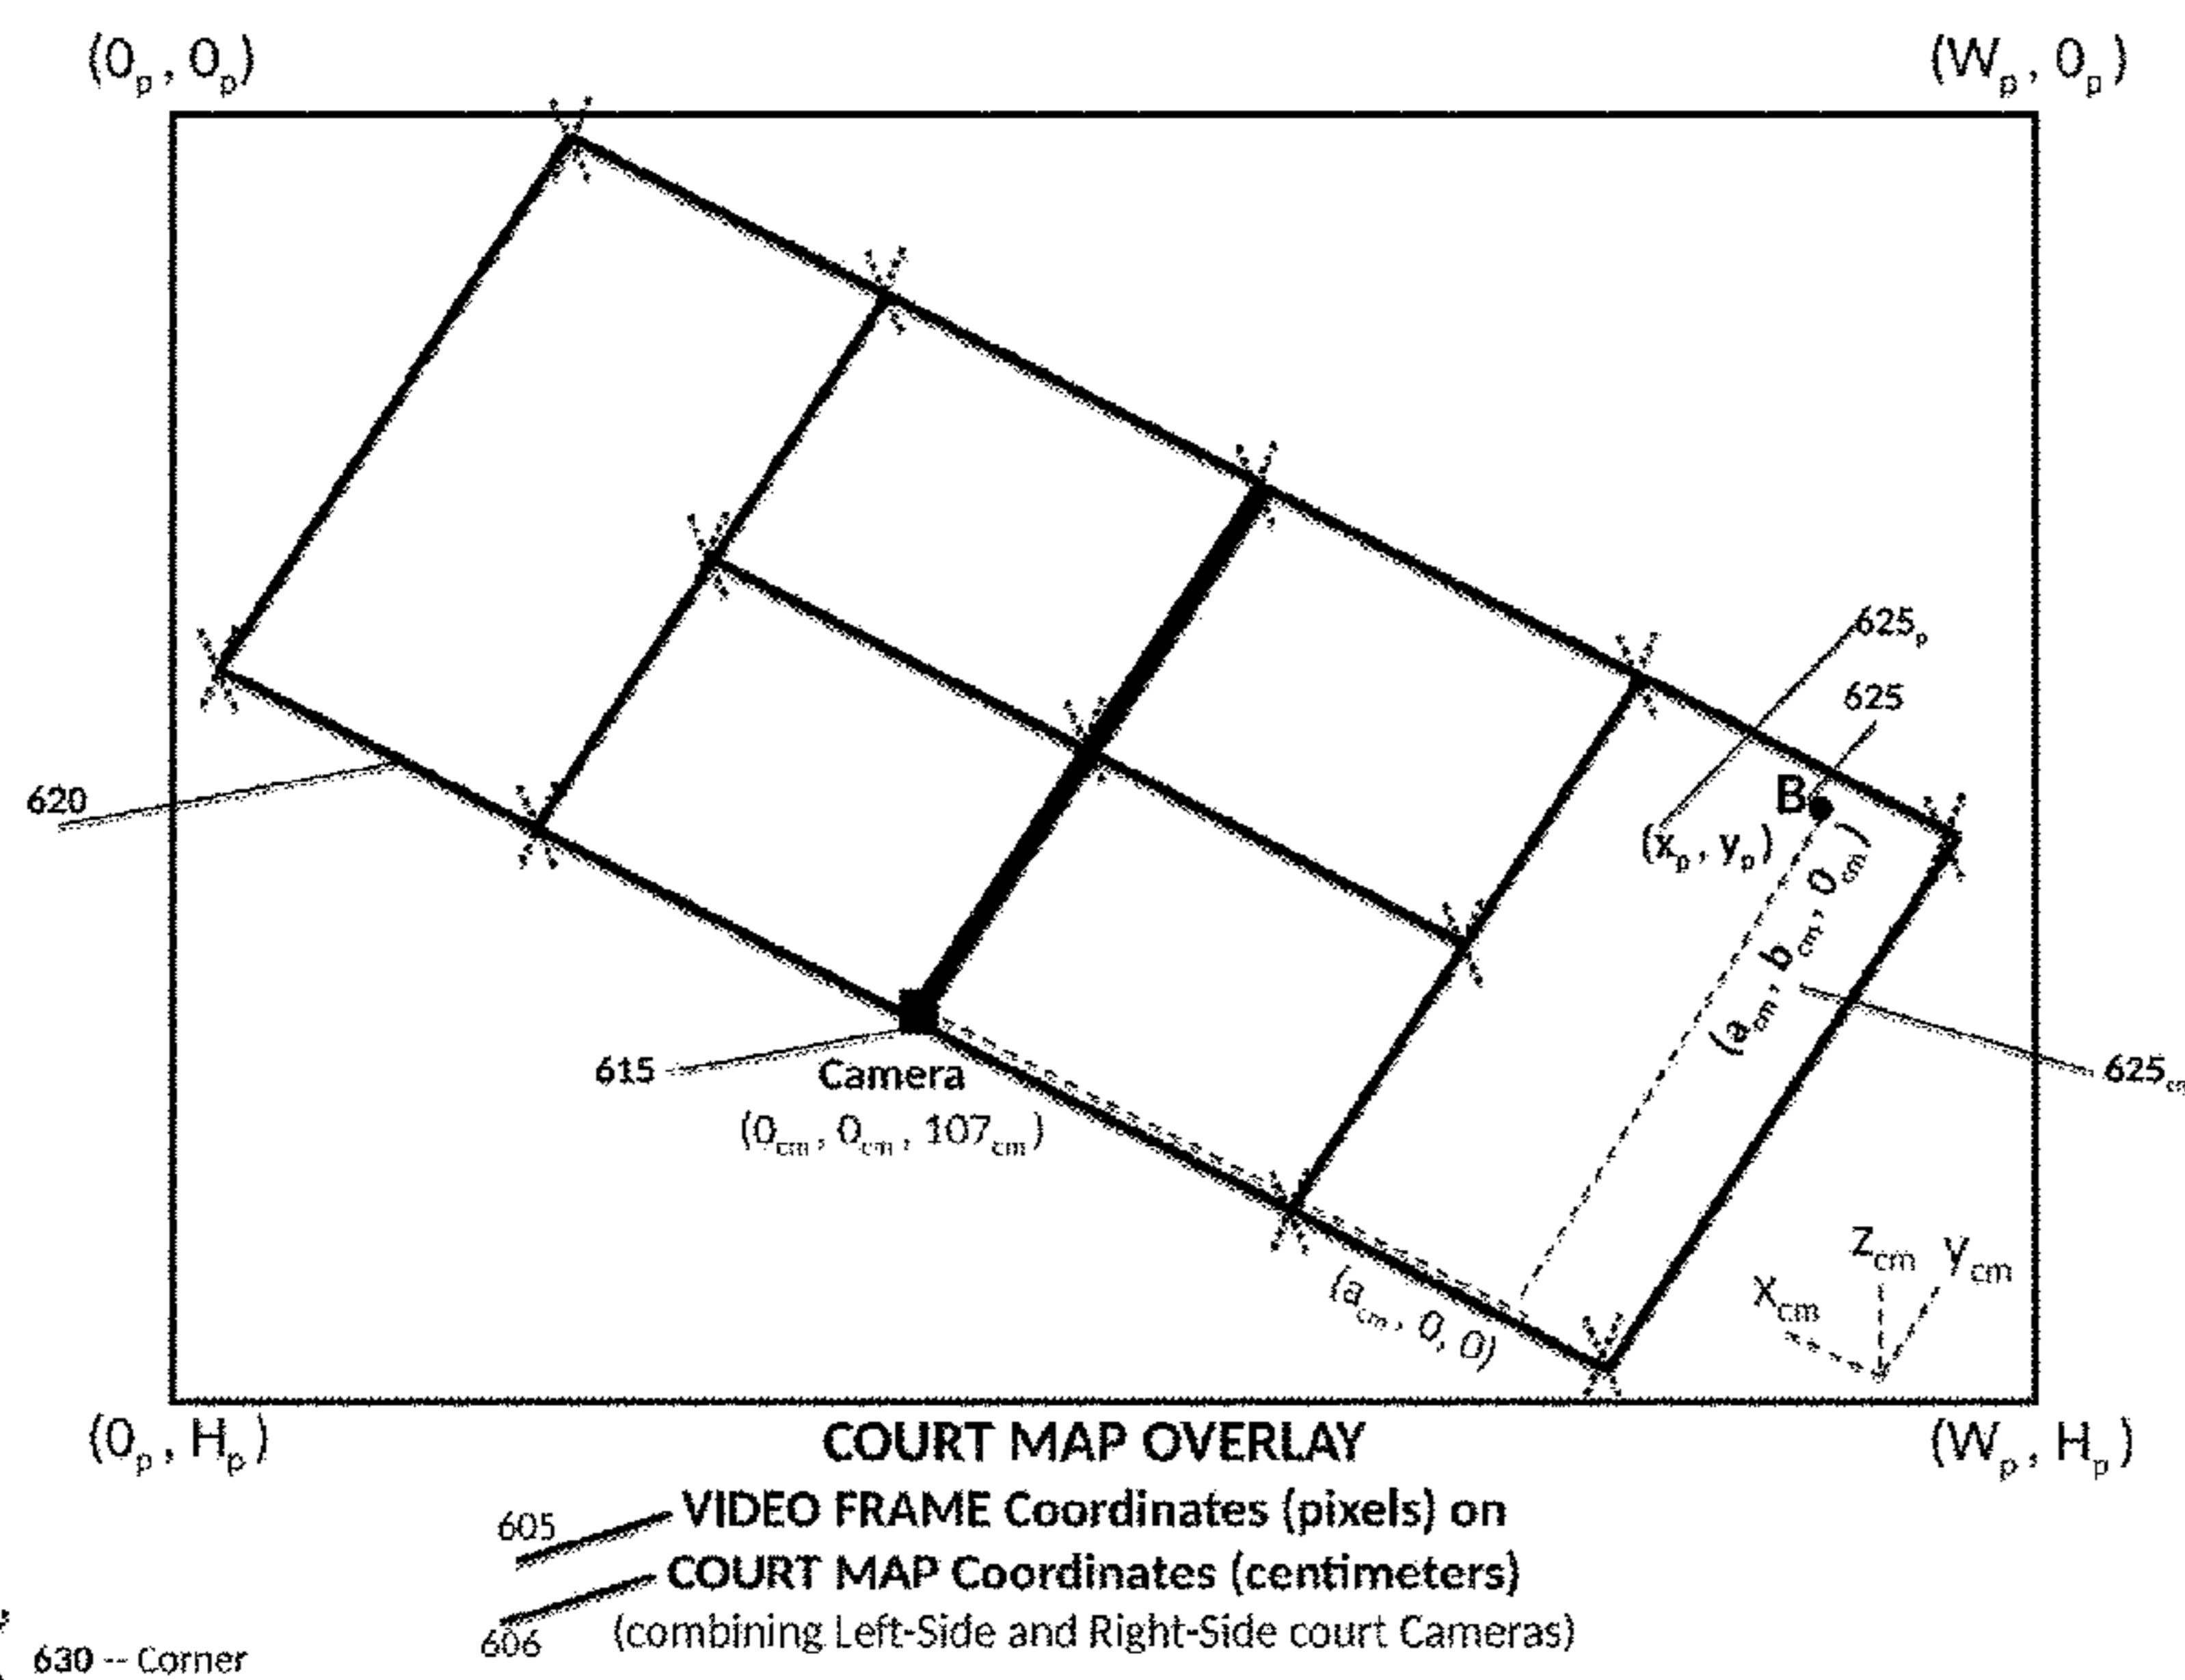 (0p, 0p)
(Wp, 0p)
625p
625
B
620
(xp, yp)
(acm, bcm, 0cm)
615
Camera
625cm
(0cm, 0cm, 107cm)
Zcm
ycm
Xcm
(acm, 0, 0)
(0p, Hp)
(Wp, Hp)
COURT MAP OVERLAY
605
VIDEO FRAME Coordinates (pixels) on
COURT MAP Coordinates (centimeters)
606
(combining Left-Side and Right-Side court Cameras)
630 -- Corner